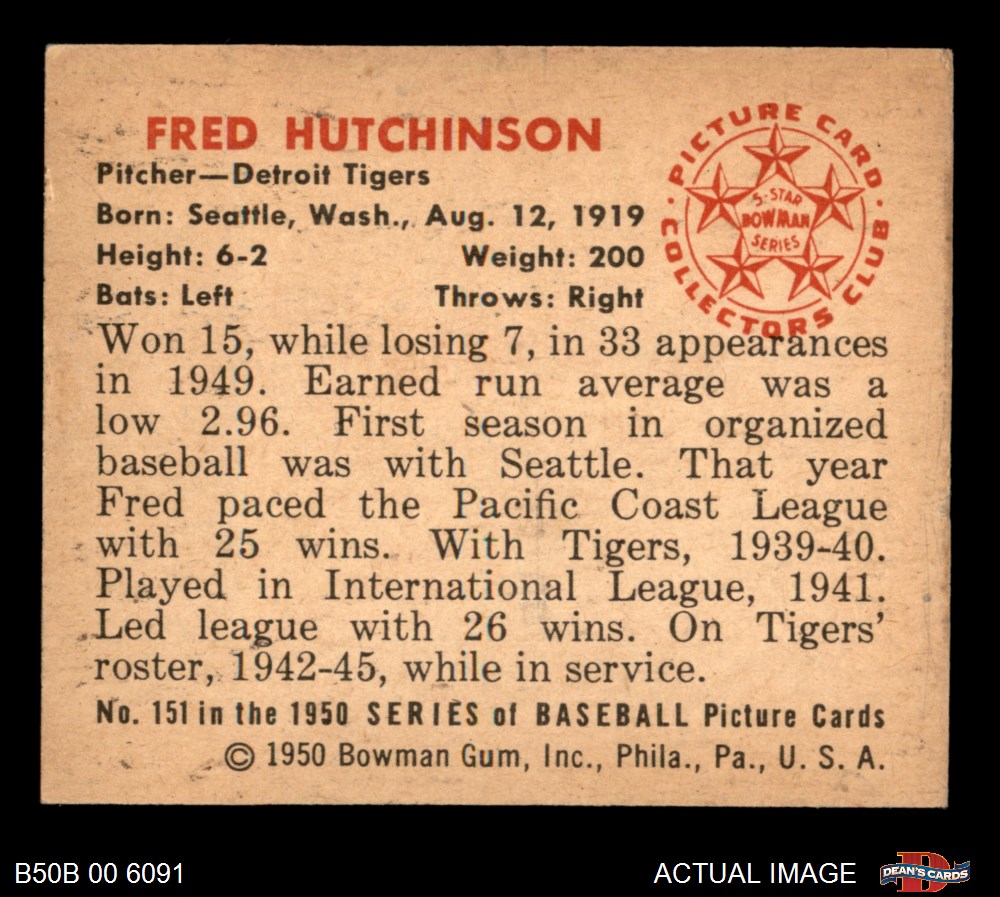 FRED HUTCHINSON
Pitcher—Detroit Tigers
Born: Seattle, Wash., Aug. 12, 1919
Height: 6-2 Weight: 200
Bats: Left Throws: Right
PICTURE CARD COLLECTORS CLUB
5-STAR
BOWMAN
SERIES
Won 15, while losing 7, in 33 appearances
in 1949. Earned run average was a
low 2.96. First season in organized
baseball was with Seattle. That year
Fred paced the Pacific Coast League
with 25 wins. With Tigers, 1939-40.
Played in International League, 1941.
Led league with 26 wins. On Tigers'
roster, 1942-45, while in service.
No. 151 in the 1950 SERIES of BASEBALL Picture Cards
© 1950 Bowman Gum, Inc., Phila., Pa., U. S. A.
B50B 00 6091
ACTUAL IMAGE
D
DEAN'S CARDS